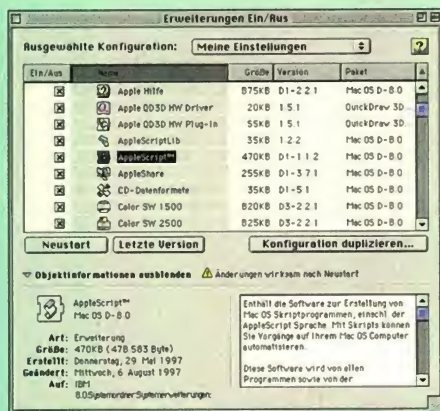 Erweiterungen Ein/Aus
Ausgewählte Konfiguration: Meine Einstellungen
Ein/Aus Name Größe Version Paket
Apple Hilfe 875KB D1-2.2.1 Mac OS D-8.0
Apple QD3D HW Driver 20KB 1.5.1 QuickDraw 3D...
Apple QD3D HW Plug-In 55KB 1.5.1 QuickDraw 3D...
AppleScriptLib 35KB 1.2.2 Mac OS D-8.0
AppleScript™ 470KB D1-1.1.2 Mac OS D-8.0
AppleShare 255KB D1-3.7.1 Mac OS D-8.0
CD-Datenformate 35KB D1-5.1 Mac OS D-8.0
Color SW 1500 820KB D3-2.2.1 Mac OS D-8.0
Color SW 2500 825KB D3-2.2.1 Mac OS D-8.0
Neustart Letzte Version Konfiguration duplizieren...
Objektinformationen ausblenden Änderungen wirksam nach Neustart
AppleScript™
Mac OS D-8.0
Art: Erweiterung
Größe: 470KB (478 583 Byte)
Erstellt: Donnerstag, 29. Mai 1997
Geändert: Mittwoch, 6. August 1997
Auf: IBM
8.0:Systemordner:Systemerweiterungen:
Enthält die Software zur Erstellung von
Mac OS Skriptprogrammen, einschl. der
AppleScript Sprache. Mit Skripts können
Sie Vorgänge auf Ihrem Mac OS Computer
automatisieren.
Diese Software wird von allen
Programmen sowie von der